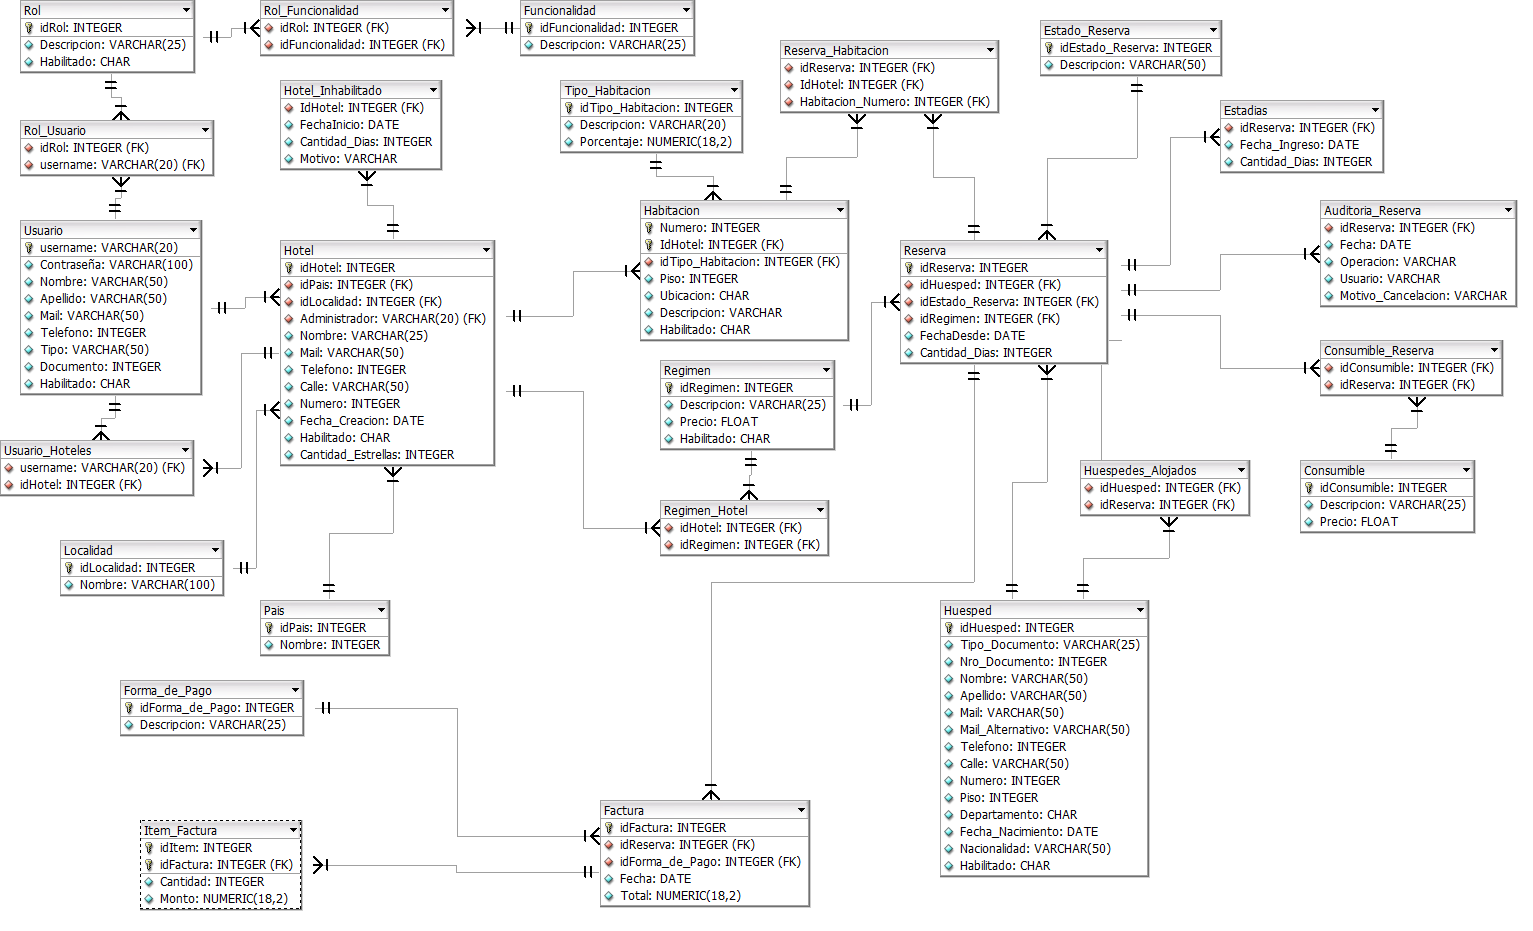 Rol
idRol: INTEGER
Descripcion: VARCHAR(25)
Habilitado: CHAR
Rol_Funcionalidad
idRol: INTEGER (FK)
idFuncionalidad: INTEGER (FK)
Funcionalidad
idFuncionalidad: INTEGER
Descripcion: VARCHAR(25)
Reserva_Habitacion
idReserva: INTEGER (FK)
IdHotel: INTEGER (FK)
Habitacion_Numero: INTEGER (FK)
Estado_Reserva
idEstado_Reserva: INTEGER
Descripcion: VARCHAR(50)
Hotel_Inhabilitado
IdHotel: INTEGER (FK)
FechaInicio: DATE
Cantidad_Dias: INTEGER
Motivo: VARCHAR
Tipo_Habitacion
idTipo_Habitacion: INTEGER
Descripcion: VARCHAR(20)
Porcentaje: NUMERIC(18,2)
Estadias
idReserva: INTEGER (FK)
Fecha_Ingreso: DATE
Cantidad_Dias: INTEGER
Rol_Usuario
idRol: INTEGER (FK)
username: VARCHAR(20) (FK)
Usuario
username: VARCHAR(20)
Contraseña: VARCHAR(100)
Nombre: VARCHAR(50)
Apellido: VARCHAR(50)
Mail: VARCHAR(50)
Telefono: INTEGER
Tipo: VARCHAR(50)
Documento: INTEGER
Habilitado: CHAR
Hotel
idHotel: INTEGER
idPais: INTEGER (FK)
idLocalidad: INTEGER (FK)
Administrador: VARCHAR(20) (FK)
Nombre: VARCHAR(25)
Mail: VARCHAR(50)
Telefono: INTEGER
Calle: VARCHAR(50)
Numero: INTEGER
Fecha_Creacion: DATE
Habilitado: CHAR
Cantidad_Estrellas: INTEGER
Habitacion
Numero: INTEGER
IdHotel: INTEGER (FK)
idTipo_Habitacion: INTEGER (FK)
Piso: INTEGER
Ubicacion: CHAR
Descripcion: VARCHAR
Habilitado: CHAR
Reserva
idReserva: INTEGER
idHuesped: INTEGER (FK)
idEstado_Reserva: INTEGER (FK)
idRegimen: INTEGER (FK)
FechaDesde: DATE
Cantidad_Dias: INTEGER
Auditoria_Reserva
idReserva: INTEGER (FK)
Fecha: DATE
Operacion: VARCHAR
Usuario: VARCHAR
Motivo_Cancelacion: VARCHAR
Regimen
idRegimen: INTEGER
Descripcion: VARCHAR(25)
Precio: FLOAT
Habilitado: CHAR
Consumible_Reserva
idConsumible: INTEGER (FK)
idReserva: INTEGER (FK)
Usuario_Hoteles
username: VARCHAR(20) (FK)
idHotel: INTEGER (FK)
Huespedes_Alojados
idHuesped: INTEGER (FK)
idReserva: INTEGER (FK)
Consumible
idConsumible: INTEGER
Descripcion: VARCHAR(25)
Precio: FLOAT
Regimen_Hotel
idHotel: INTEGER (FK)
idRegimen: INTEGER (FK)
Localidad
idLocalidad: INTEGER
Nombre: VARCHAR(100)
Pais
idPais: INTEGER
Nombre: INTEGER
Huesped
idHuesped: INTEGER
Tipo_Documento: VARCHAR(25)
Nro_Documento: INTEGER
Nombre: VARCHAR(50)
Apellido: VARCHAR(50)
Mail: VARCHAR(50)
Mail_Alternativo: VARCHAR(50)
Telefono: INTEGER
Calle: VARCHAR(50)
Numero: INTEGER
Piso: INTEGER
Departamento: CHAR
Fecha_Nacimiento: DATE
Nacionalidad: VARCHAR(50)
Habilitado: CHAR
Forma_de_Pago
idForma_de_Pago: INTEGER
Descripcion: VARCHAR(25)
Factura
idFactura: INTEGER
idReserva: INTEGER (FK)
idForma_de_Pago: INTEGER (FK)
Fecha: DATE
Total: NUMERIC(18,2)
Item_Factura
idItem: INTEGER
idFactura: INTEGER (FK)
Cantidad: INTEGER
Monto: NUMERIC(18,2)